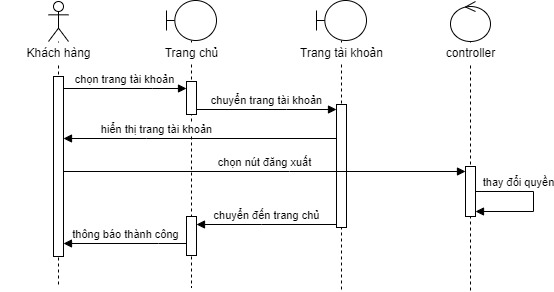 Khách hàng
Trang chủ
Trang tài khoản
controller
chọn trang tài khoản
chuyển trang tài khoản
hiển thị trang tài khoản
chọn nút đăng xuất
thay đổi quyền
chuyển đến trang chủ
thông báo thành công